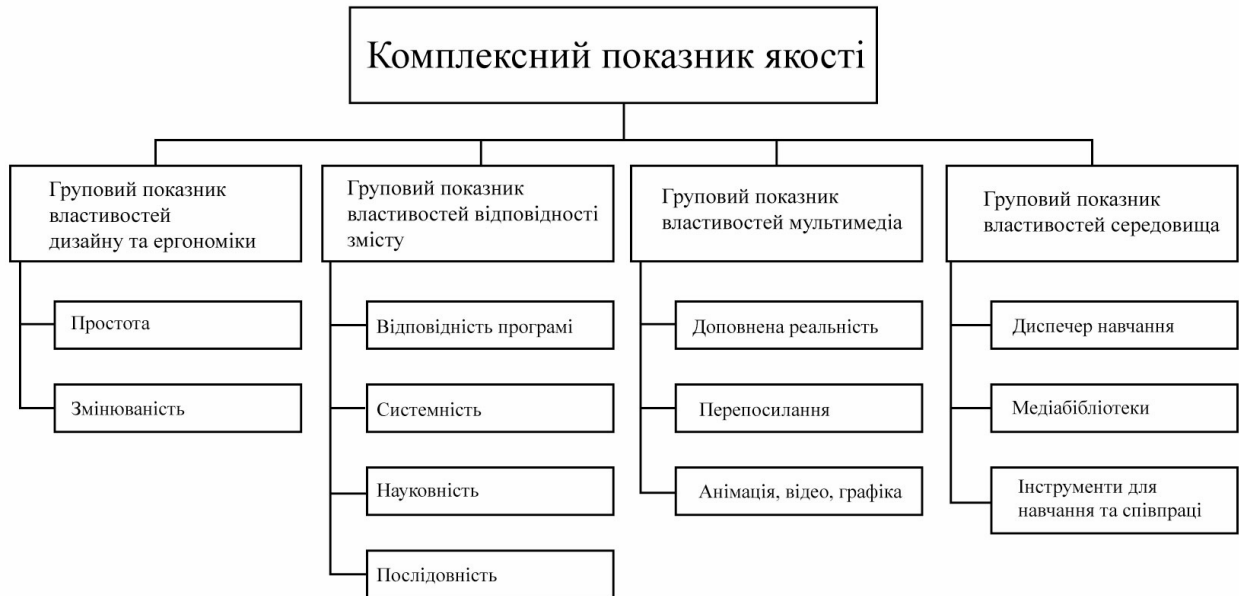 Комплексний показник якості
Груповий показник
властивостей
дизайну та ергономіки
Простота
Змінюваність
Груповий показник
властивостей відповідності
змісту
Відповідність програмі
Системність
Науковність
Послідовність
Груповий показник
властивостей мультимедіа
Доповнена реальність
Перепосилання
Анімація, відео, графіка
Груповий показник
властивостей середовища
Диспечер навчання
Медіабібліотеки
Інструменти для
навчання та співпраці